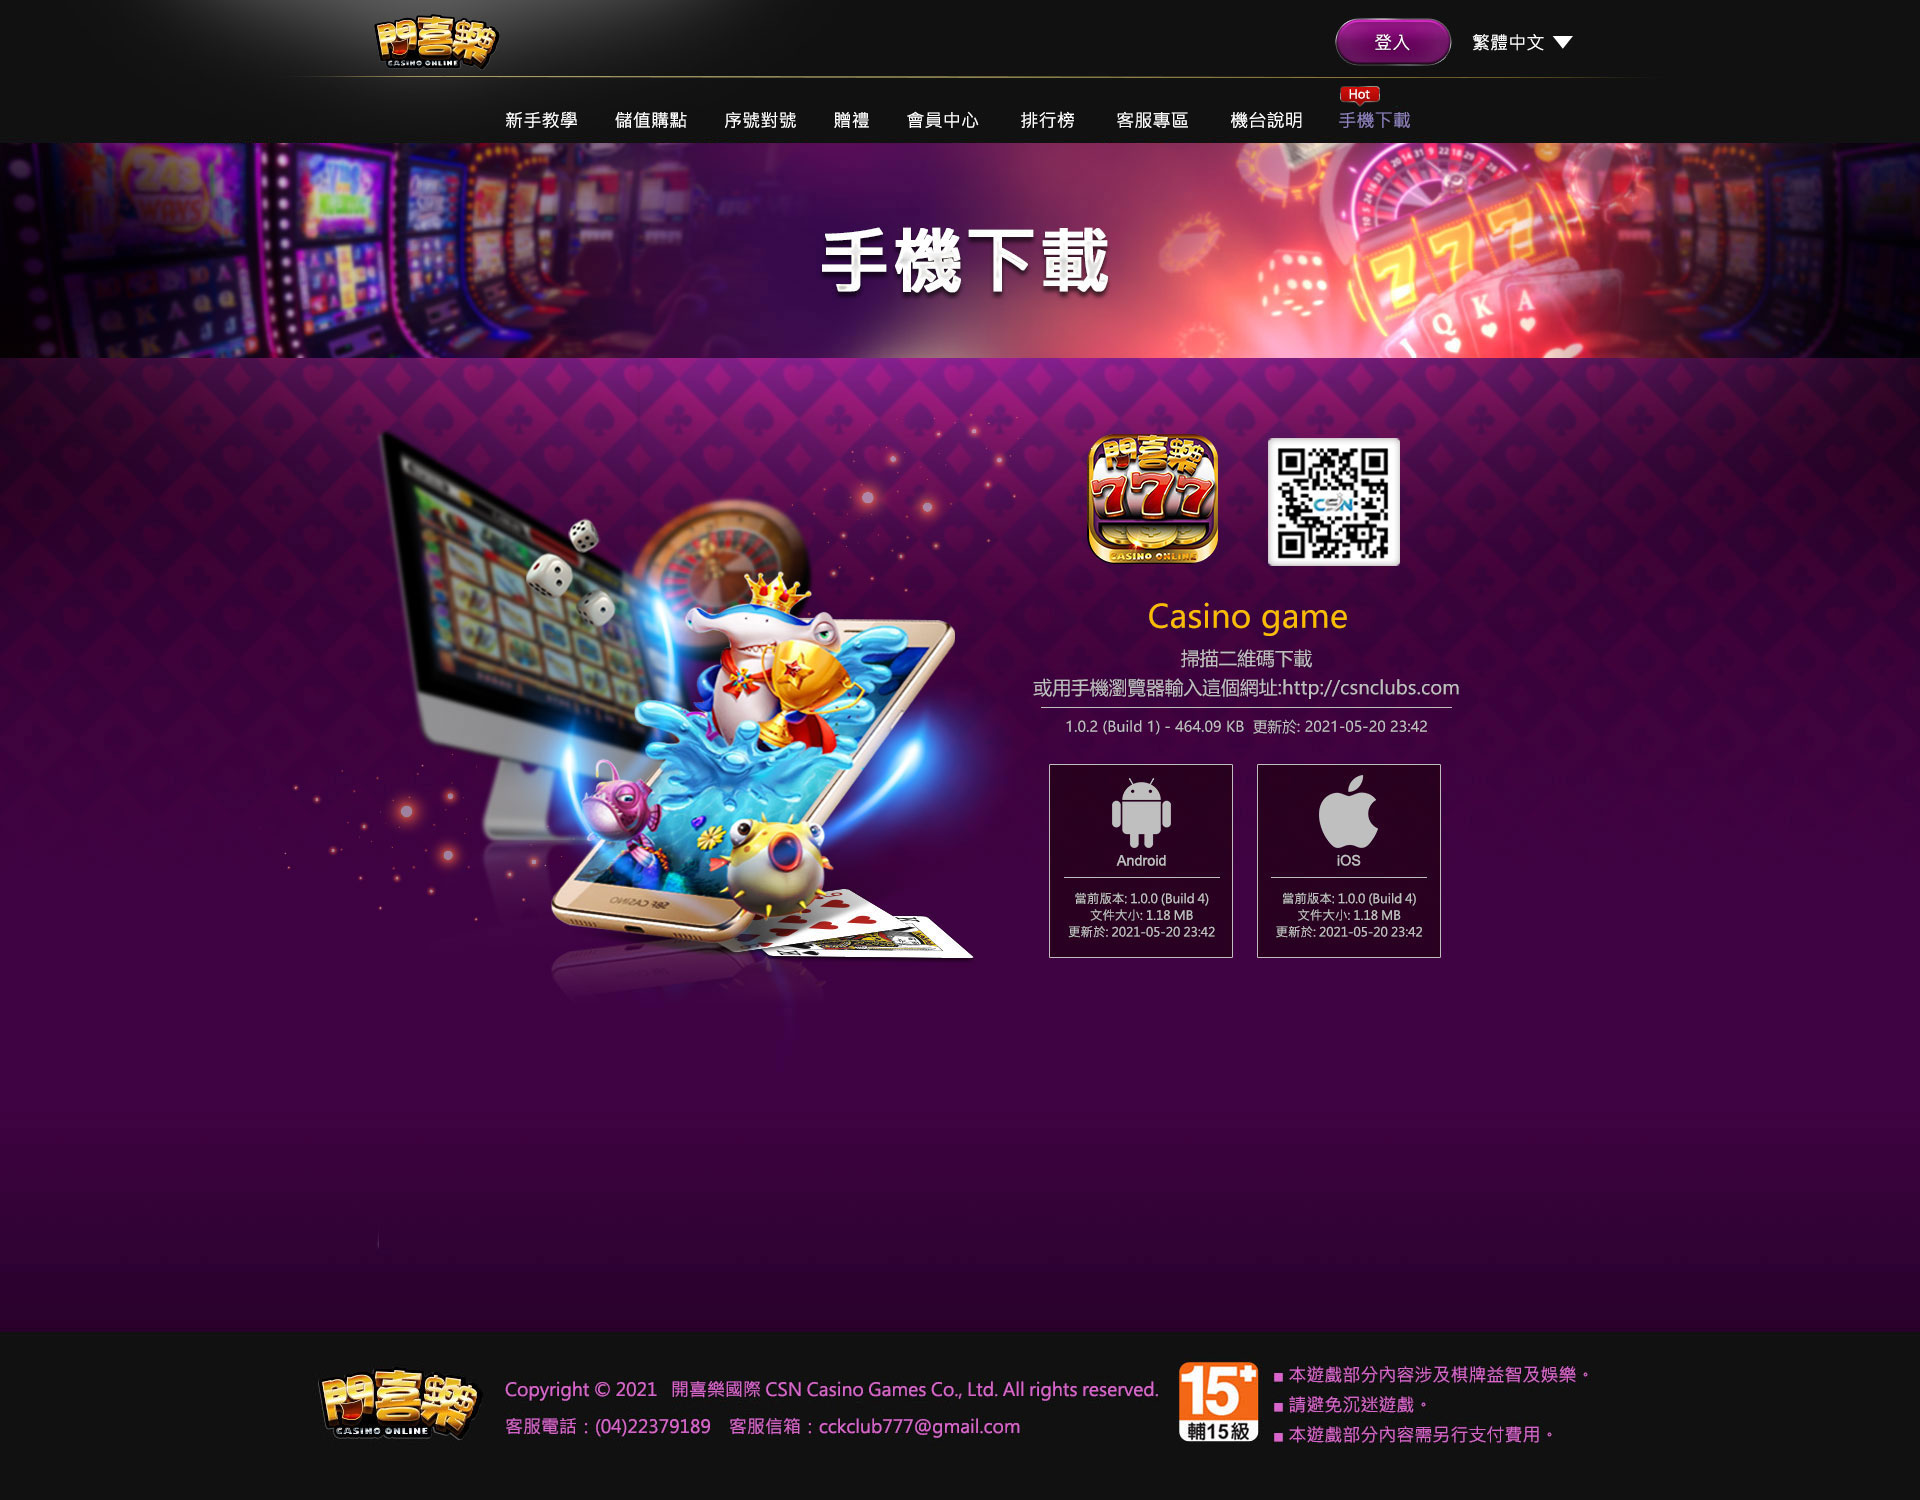 開喜樂
CASINO ONLINE
登入
繁體中文
Hot
新手教學
儲值購點
序號對號
贈禮
會員中心
排行榜
客服專區
機台說明
手機下載
243
WAYS
手機下載
777
Q
K
A
開喜樂
777
CASINO ONLINE
CSN
Casino game
掃描二維碼下載
或用手機瀏覽器輸入這個網址:http://csnclubs.com
1.0.2 (Build 1) - 464.09 KB 更新於: 2021-05-20 23:42
Android
當前版本: 1.0.0 (Build 4)
文件大小: 1.18 MB
更新於: 2021-05-20 23:42
iOS
當前版本: 1.0.0 (Build 4)
文件大小: 1.18 MB
更新於: 2021-05-20 23:42
開喜樂
CASINO ONLINE
Copyright © 2021 開喜樂國際 CSN Casino Games Co., Ltd. All rights reserved.
客服電話：(04)22379189 客服信箱：cckclub777@gmail.com
15+
輔15級
■ 本遊戲部分內容涉及棋牌益智及娛樂。
■ 請避免沉迷遊戲。
■ 本遊戲部分內容需另行支付費用。